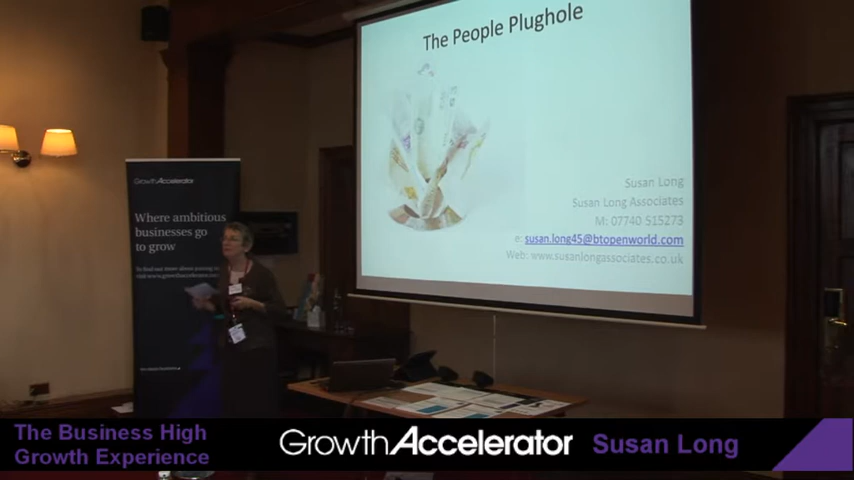 The People Plughole
Susan Long
Susan Long Associates
M: 07740 515273
e: susan.long45@btopenworld.com
Web: www.susanlongassociates.co.uk
GrowthAccelerator
Where ambitious
businesses go
to grow
The Business High
Growth Experience
GrowthAccelerator
Susan Long